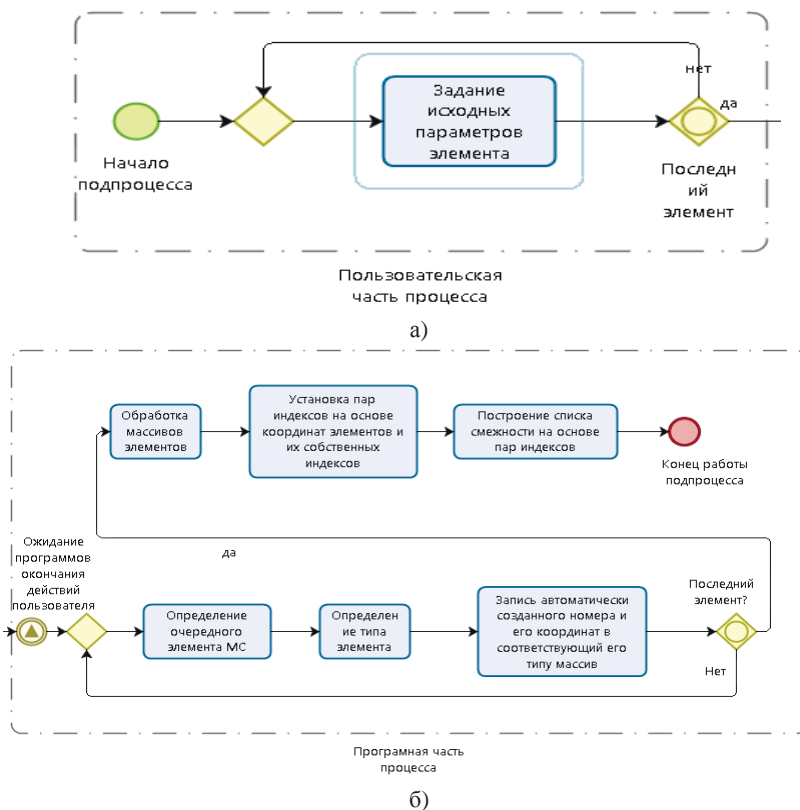 нет
Задание
исходных
параметров
элемента
да
Начало
подпроцесса
Последн
ий
элемент
Пользовательская
часть процесса
а)
Обработка
массивов
элементов
Установка пар
индексов на основе
координат элементов и
их собственных
индексов
Построение списка
смежности на основе
пар индексов
Конец работы
подпроцесса
Ожидание
программов
окончания
действий
пользователя
да
Определение
очередного
элемента МС
Определен
ие типа
элемента
Запись автоматически
созданного номера и
его координат в
соответствующий его
типу массив
Последний
элемент?
Нет
Програмная часть
процесса
б)